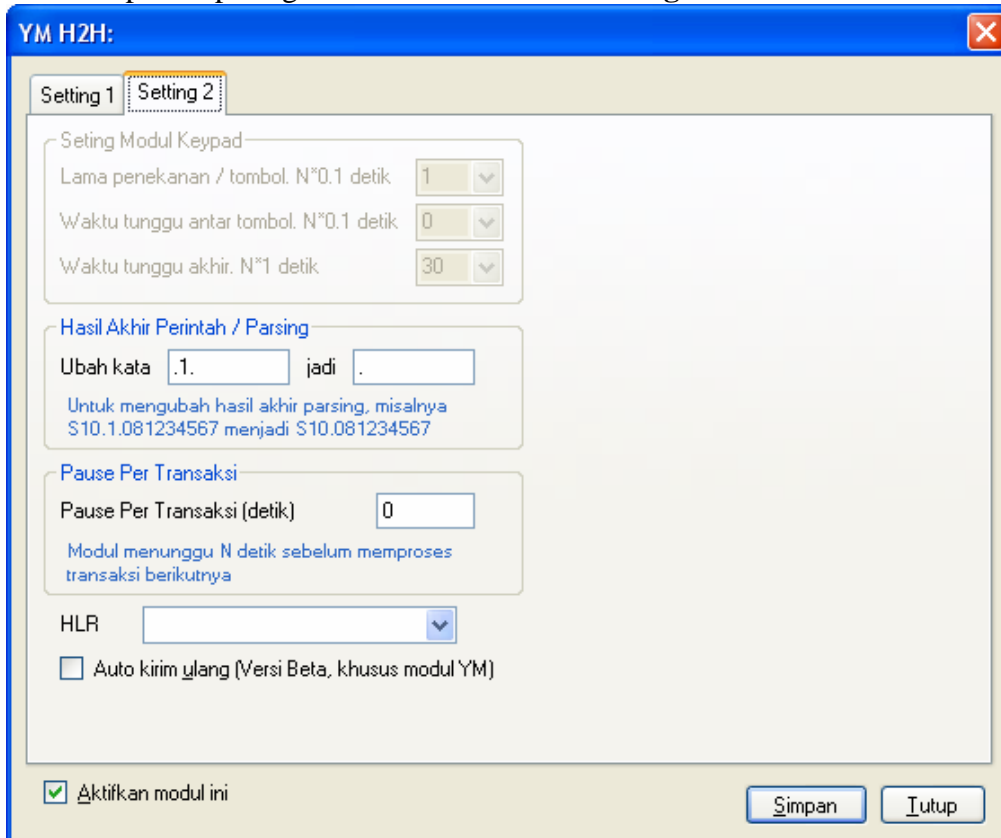 YM H2H:
Setting 1 Setting 2
Seting Modul Keypad
Lama penekanan / tombol. N*0.1 detik 1
Waktu tunggu antar tombol. N*0.1 detik 0
Waktu tunggu akhir. N*1 detik 30
Hasil Akhir Perintah / Parsing
Ubah kata .1. jadi .
Untuk mengubah hasil akhir parsing, misalnya
S10.1.081234567 menjadi S10.081234567
Pause Per Transaksi
Pause Per Transaksi (detik) 0
Modul menunggu N detik sebelum memproses
transaksi berikutnya
HLR
Auto kirim ulang (Versi Beta, khusus modul YM)
Aktifkan modul ini
Simpan Tutup